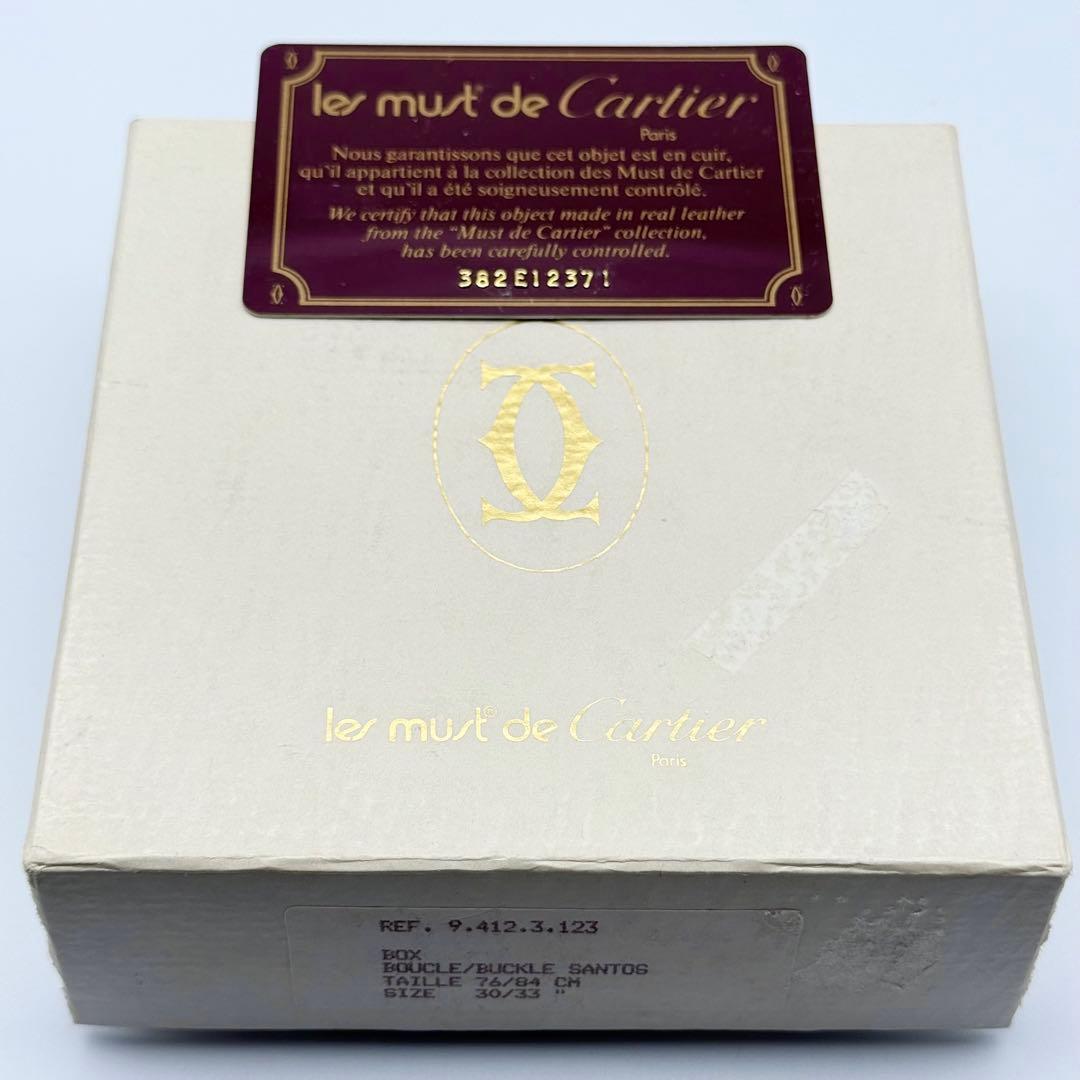 les must de Cartier
Paris
Nous garantissons que cet objet est en cuir,
qu'il appartient à la collection des Must de Cartier
et qu'il a été soigneusement contrôlé.
We certify that this object made in real leather
from the "Must de Cartier" collection,
has been carefully controlled.
382E12371
les must® de Cartier
Paris
REF. 9.412.3.123
BOX
BOUCLE/BUCKLE SANTOS
TAILLE 76/84 CM
SIZE 30/33 "